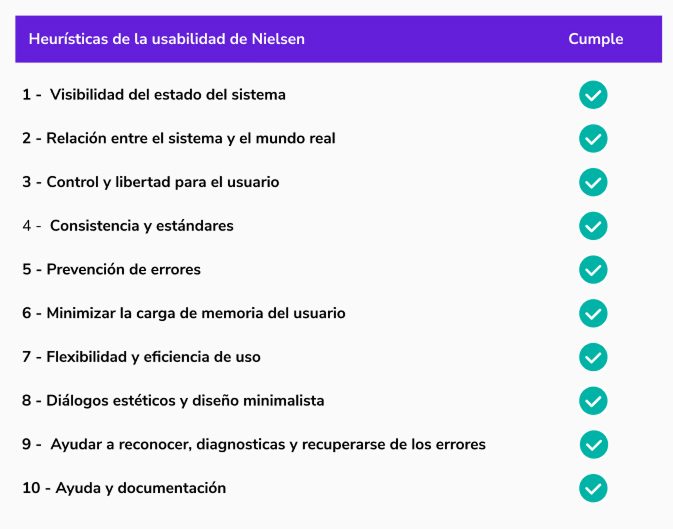 Heurísticas de la usabilidad de Nielsen Cumple
1 - Visibilidad del estado del sistema
2 - Relación entre el sistema y el mundo real
3 - Control y libertad para el usuario
4 - Consistencia y estándares
5 - Prevención de errores
6 - Minimizar la carga de memoria del usuario
7 - Flexibilidad y eficiencia de uso
8 - Diálogos estéticos y diseño minimalista
9 - Ayudar a reconocer, diagnosticas y recuperarse de los errores
10 - Ayuda y documentación